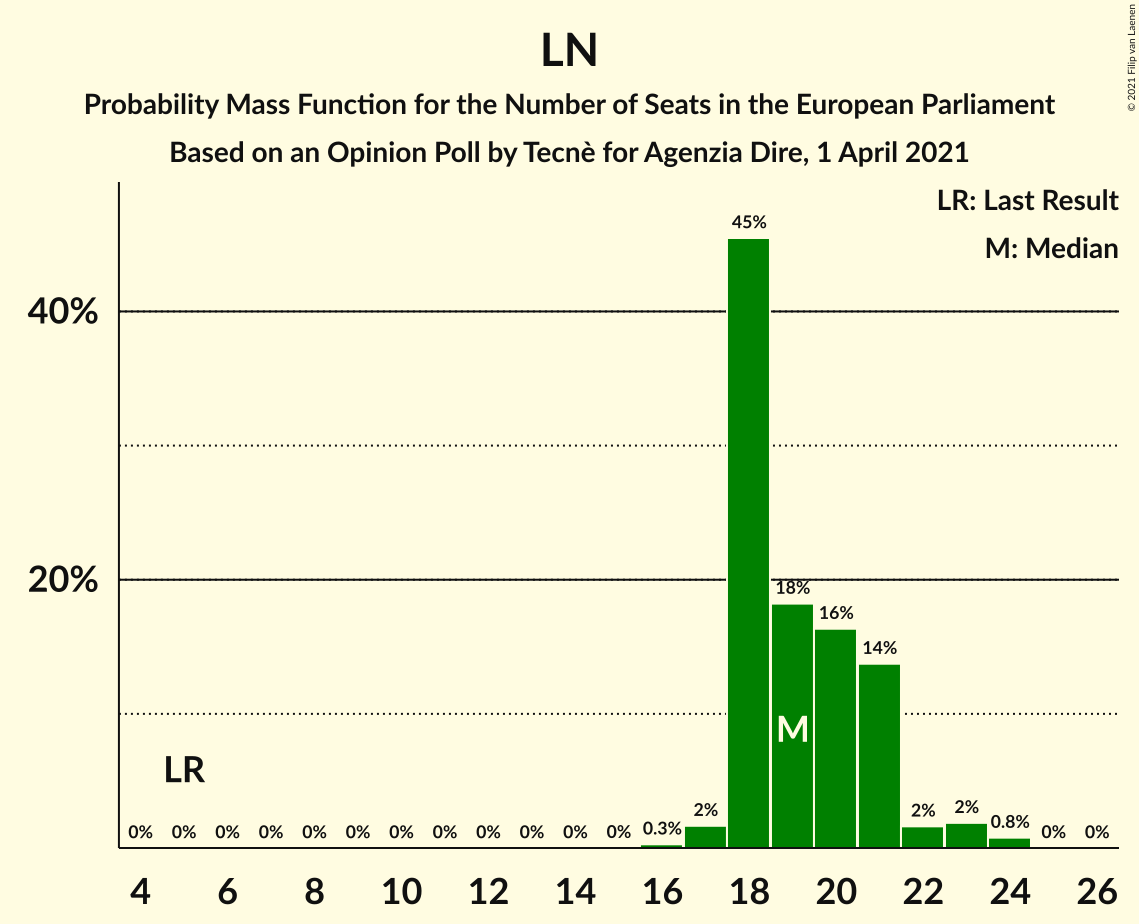 LN
Probability Mass Function for the Number of Seats in the European Parliament
Based on an Opinion Poll by Tecnè for Agenzia Dire, 1 April 2021
© 2021 Filip van Laenen
LR: Last Result
M: Median
45%
40%
20%
18%
16%
14%
M
LR
0% 0% 0% 0% 0% 0% 0% 0% 0% 0% 0% 0% 0.3% 2% 2% 2% 0.8% 0% 0%
4 6 8 10 12 14 16 18 20 22 24 26